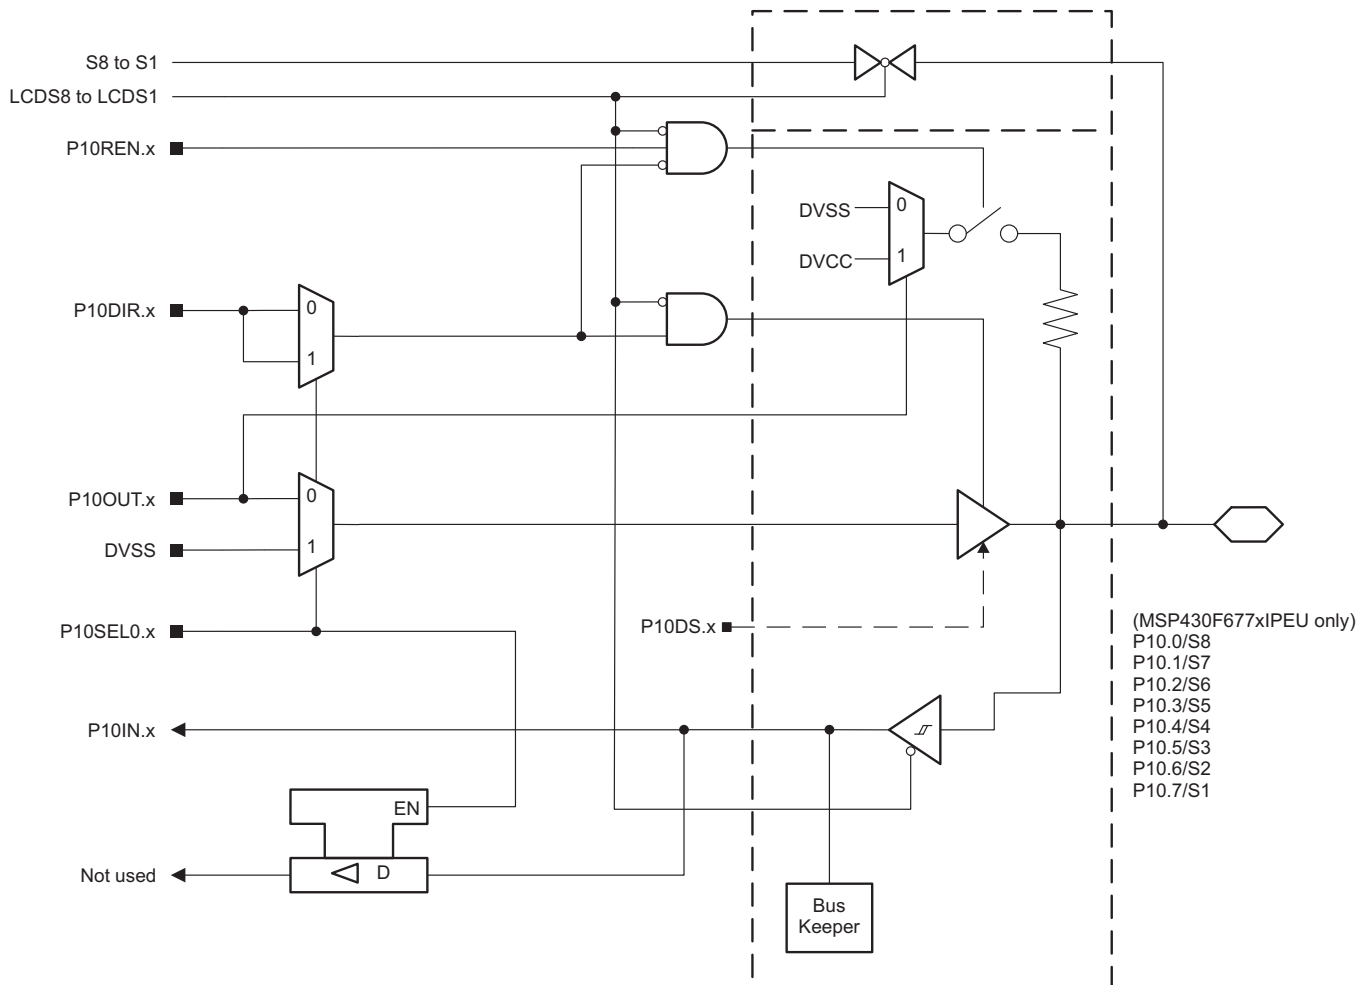 S8 to S1
LCDS8 to LCDS1
P10REN.x
DVSS
0
DVCC
1
P10DIR.x
0
1
P10OUT.x
0
DVSS
1
P10DS.x
P10SEL0.x
(MSP430F677xIPEU only)
P10.0/S8
P10.1/S7
P10.2/S6
P10.3/S5
P10.4/S4
P10.5/S3
P10.6/S2
P10.7/S1
P10IN.x
EN
Not used
D
Bus
Keeper